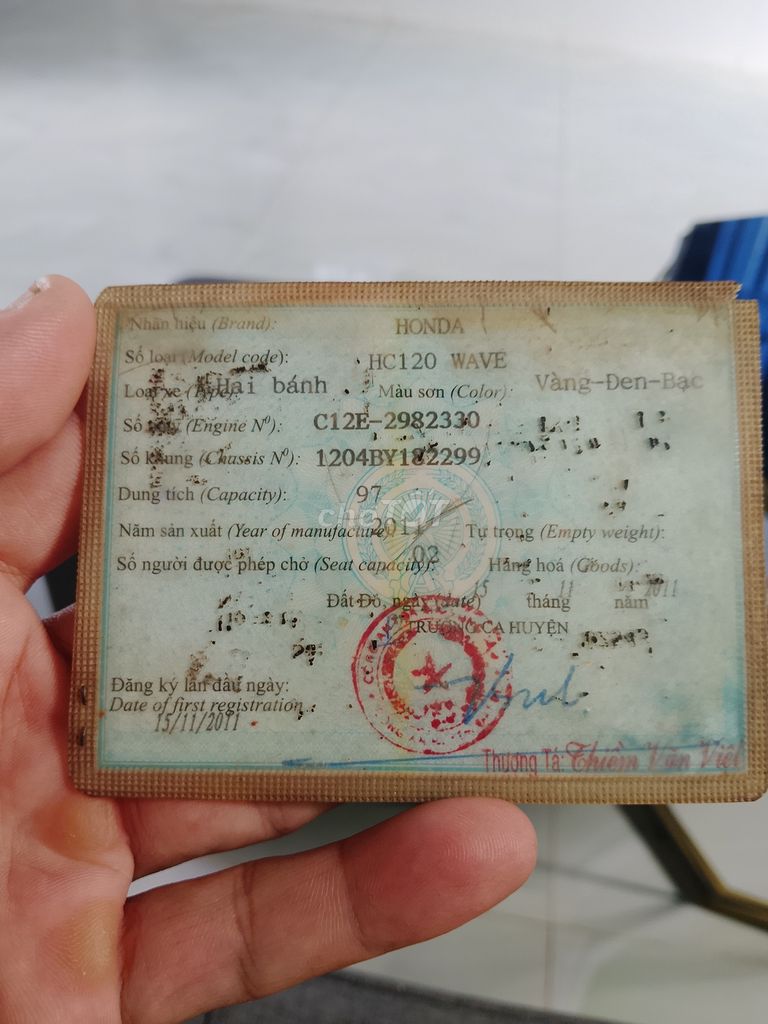 Nhãn hiệu (Brand): HONDA
Số loại (Model code): HC120 WAVE
Loại xe (Type): Hai bánh Màu sơn (Color): Vàng-Đen-Bạc
Số máy (Engine Nº): C12E-2982330
Số khung (Chassis Nº): 1204BY182299
Dung tích (Capacity): 97
Năm sản xuất (Year of manufacture): 2011 Tự trọng (Empty weight):
Số người được phép chở (Seat capacity): 02 Hàng hoá (Goods):
Đất Đỏ, ngày (date) 15 tháng 11 năm 2011
TRƯỞNG CA HUYỆN
Đăng ký lần đầu ngày:
Date of first registration
15/11/2011
Thượng Tá: Thiềm Văn Việt
chợTỐT